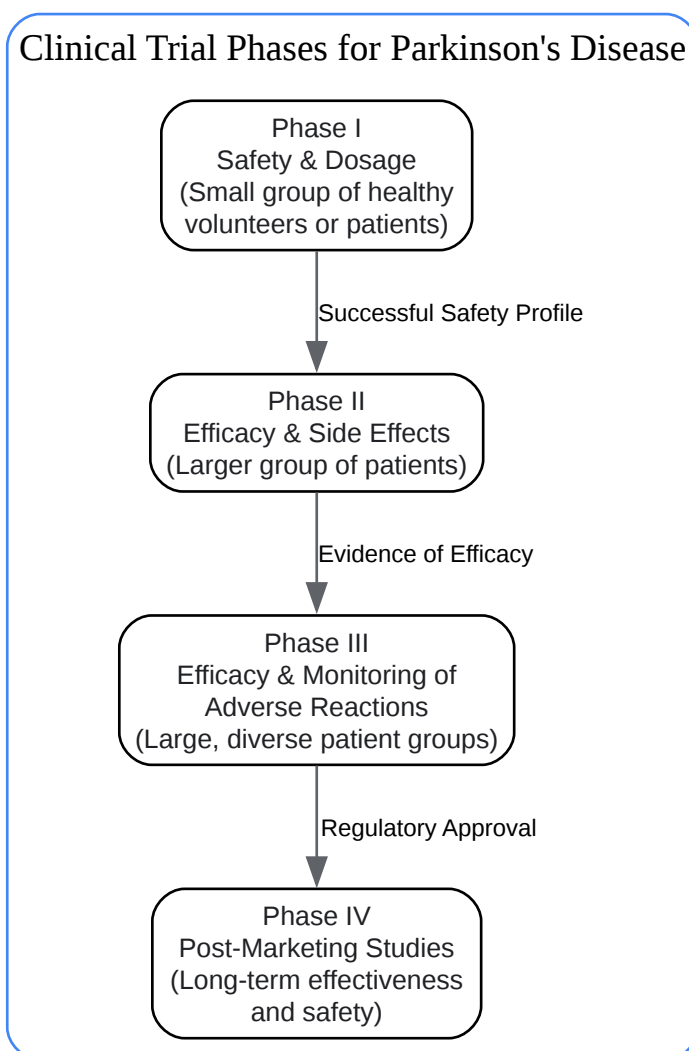 Clinical Trial Phases for Parkinson's Disease
Phase I
Safety & Dosage
(Small group of healthy
volunteers or patients)
Successful Safety Profile
Phase II
Efficacy & Side Effects
(Larger group of patients)
Evidence of Efficacy
Phase III
Efficacy & Monitoring of
Adverse Reactions
(Large, diverse patient groups)
Regulatory Approval
Phase IV
Post-Marketing Studies
(Long-term effectiveness
and safety)